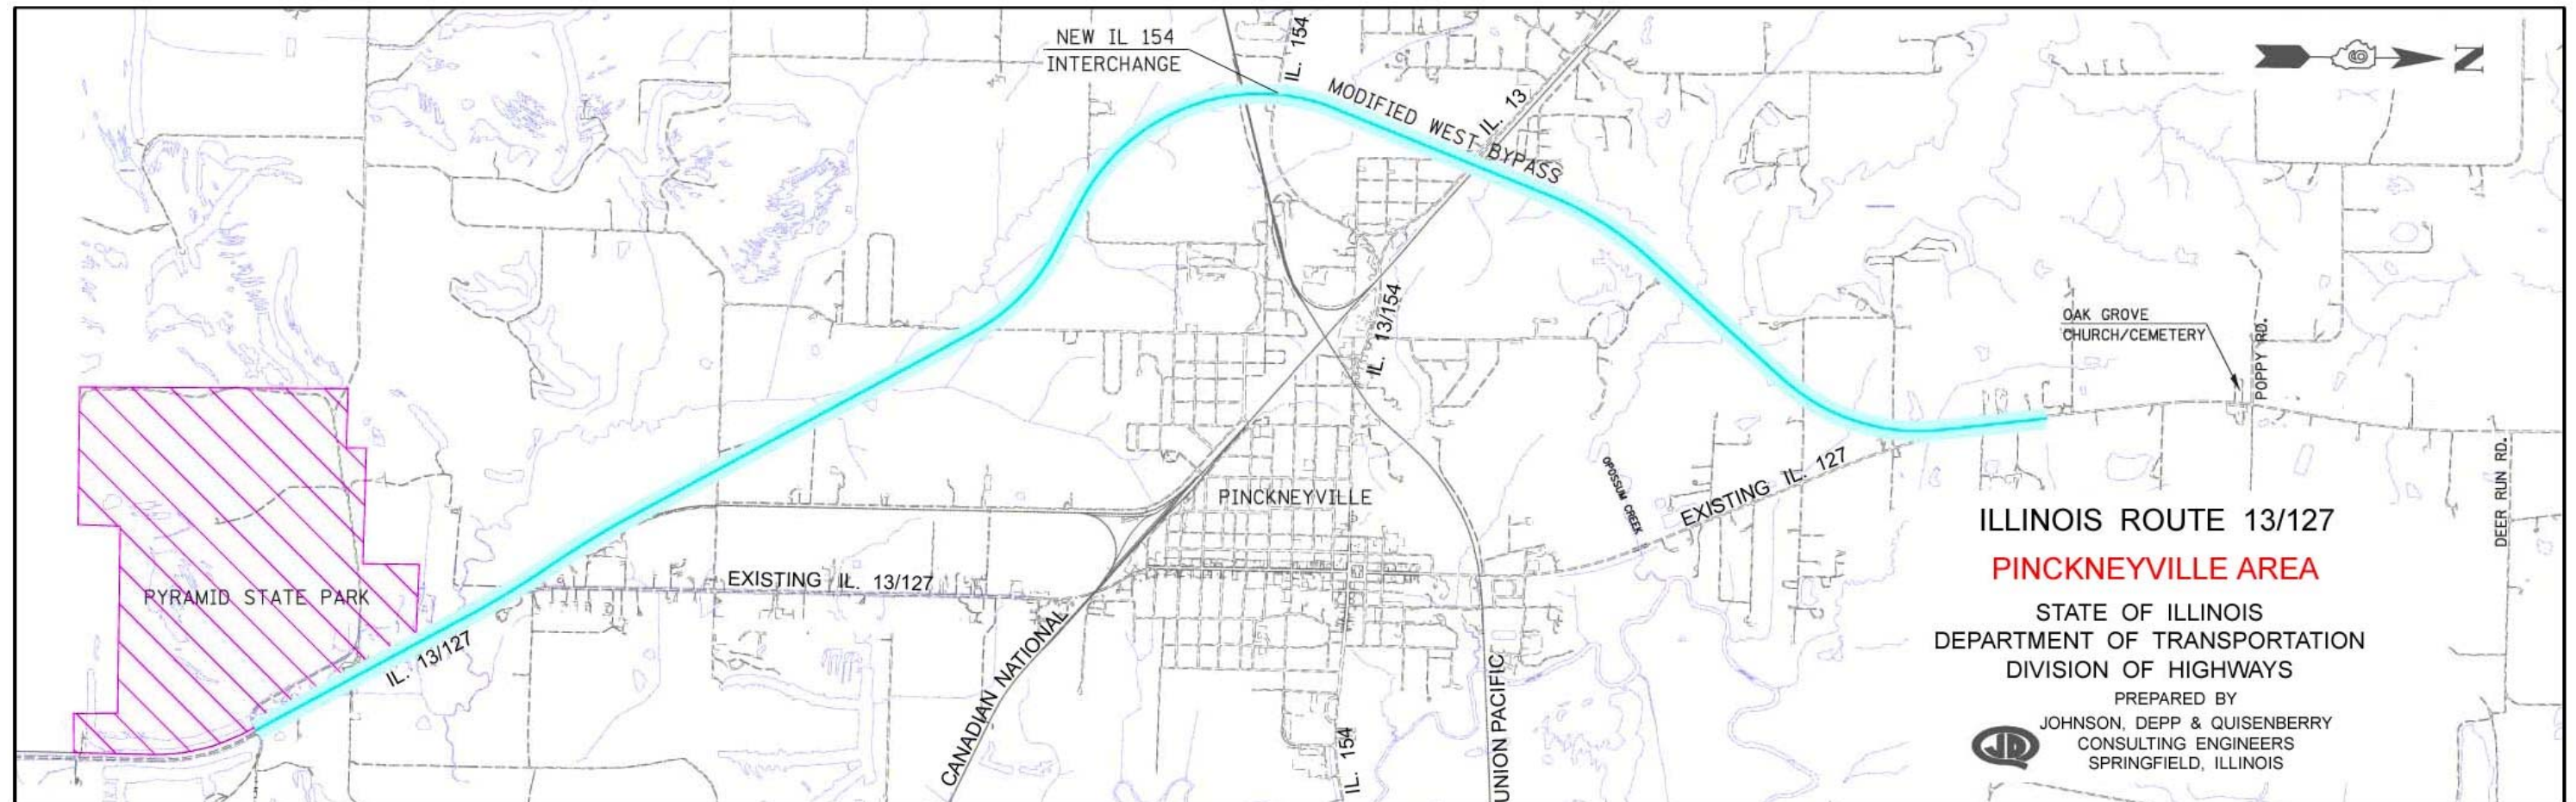 NEW IL 154
INTERCHANGE
IL. 154
MODIFIED WEST BYPASS
IL. 13
N
IL. 13/154
OAK GROVE
CHURCH/CEMETERY
POPPY RD.
DEER RUN RD.
OPOSSUM CREEK
EXISTING IL. 127
PINCKNEYVILLE
EXISTING IL. 13/127
PYRAMID STATE PARK
IL. 13/127
CANADIAN NATIONAL
IL. 154
UNION PACIFIC
ILLINOIS ROUTE 13/127
PINCKNEYVILLE AREA
STATE OF ILLINOIS
DEPARTMENT OF TRANSPORTATION
DIVISION OF HIGHWAYS
PREPARED BY
JOHNSON, DEPP & QUISENBERRY
CONSULTING ENGINEERS
SPRINGFIELD, ILLINOIS